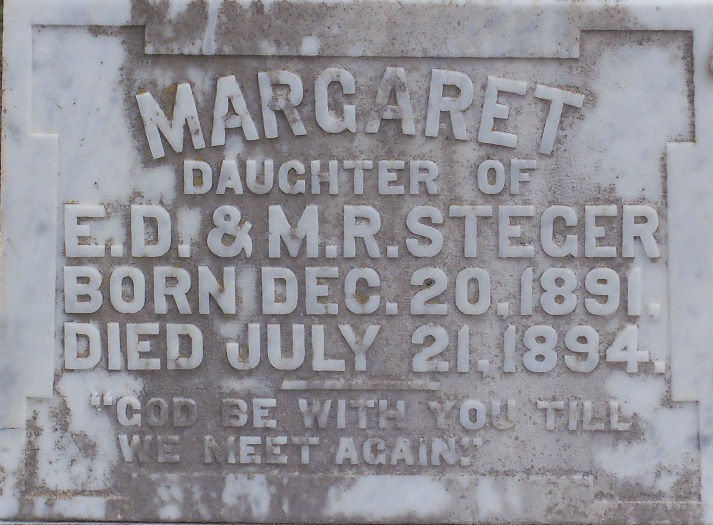 MARGARET
DAUGHTER OF
E.D. & M.R. STEGER
BORN DEC. 20, 1891.
DIED JULY 21, 1894.
"GOD BE WITH YOU TILL
WE MEET AGAIN."